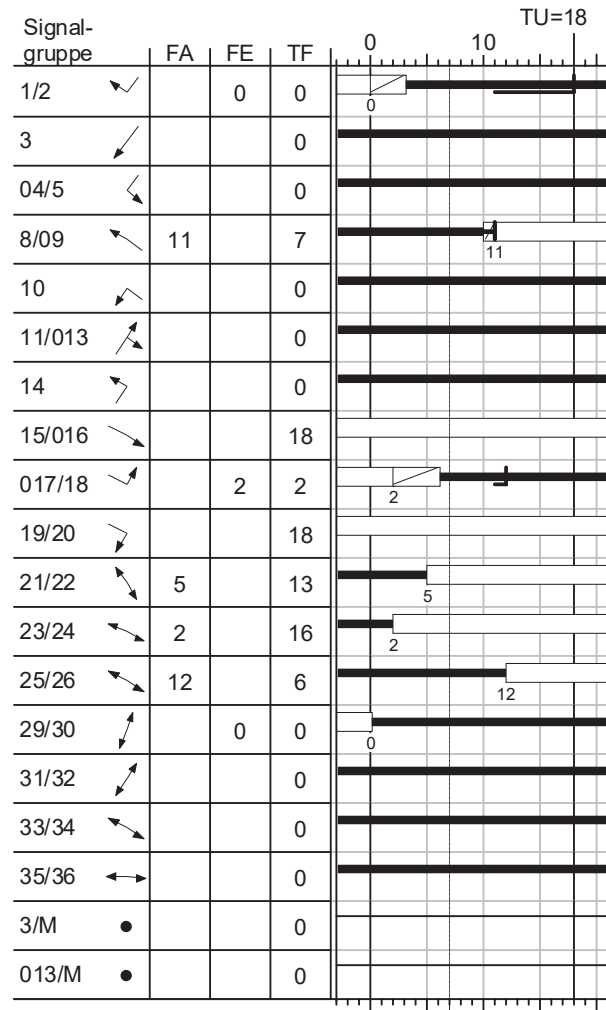 TU=18
Signal-
gruppe FA FE TF 0 10
1/2 0 0
0
3 0
04/5 0
8/09 11 7
11
10 0
11/013 0
14 0
15/016 18
017/18 2 2
2
19/20 18
21/22 5 13
5
23/24 2 16
2
25/26 12 6
12
29/30 0 0
0
31/32 0
33/34 0
35/36 0
3/M 0
013/M 0